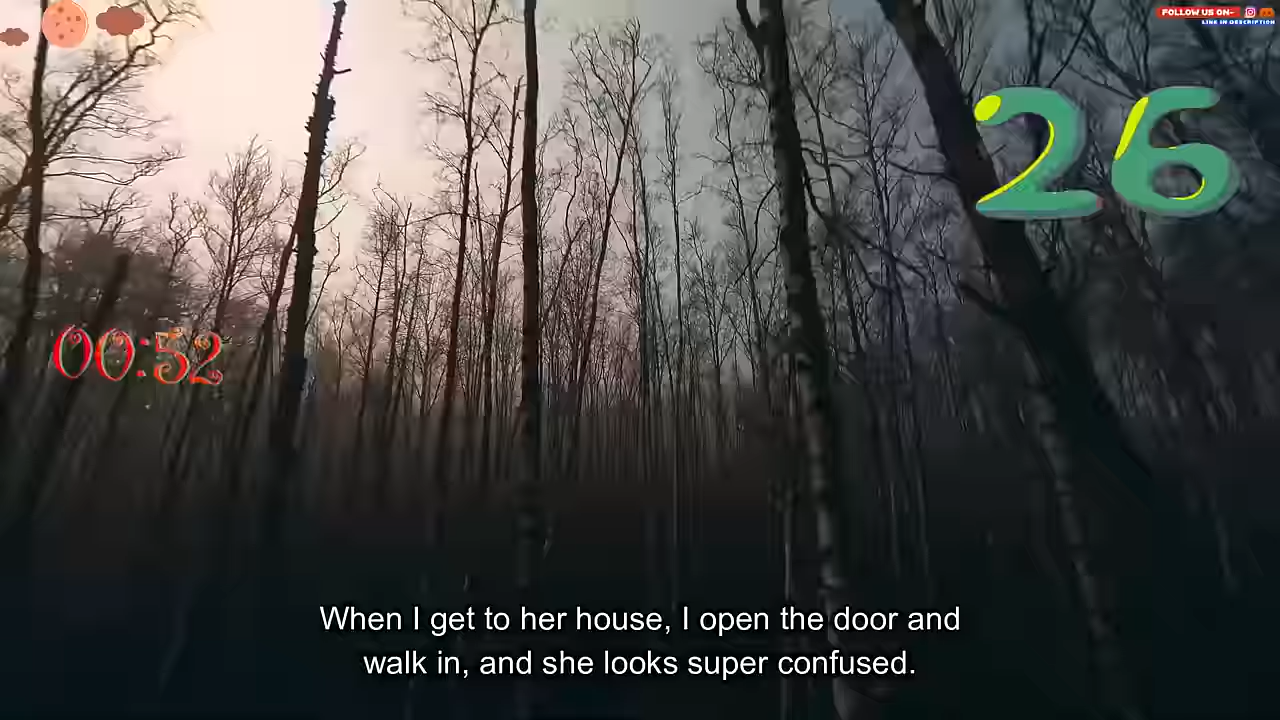 FOLLOW US ON-
LINK IN DESCRIPTION
26
00:52
When I get to her house, I open the door and
walk in, and she looks super confused.